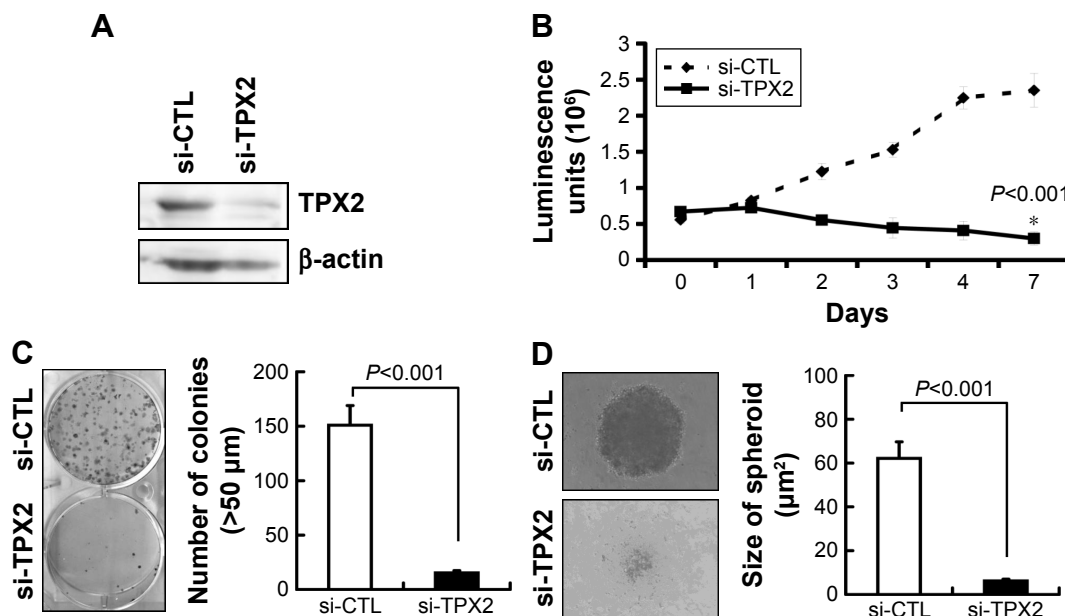 A
si-CTL
si-TPX2
TPX2
β-actin
B
Luminescence
units (10⁶)
3
2.5
2
1.5
1
0.5
0
si-CTL
si-TPX2
P<0.001
*
0 1 2 3 4 7
Days
C
si-CTL
si-TPX2
Number of colonies
(>50 µm)
200
150
100
50
0
P<0.001
si-CTL si-TPX2
D
si-CTL
si-TPX2
Size of spheroid
(µm²)
100
80
60
40
20
0
P<0.001
si-CTL si-TPX2